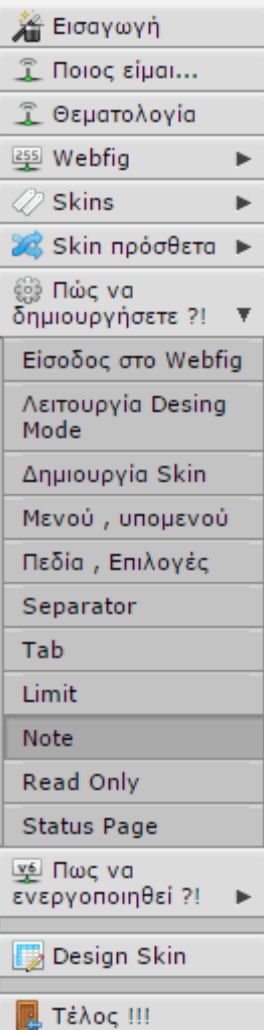 Εισαγωγή
Ποιος είμαι...
Θεματολογία
255 Webfig
Skins
Skin πρόσθετα
Πώς να
δημιουργήσετε ?!
Είσοδος στο Webfig
Λειτουργία Desing
Mode
Δημιουργία Skin
Μενού , υπομενού
Πεδία , Επιλογές
Separator
Tab
Limit
Note
Read Only
Status Page
v6 Πως να
ενεργοποιηθεί ?!
Design Skin
Τέλος !!!